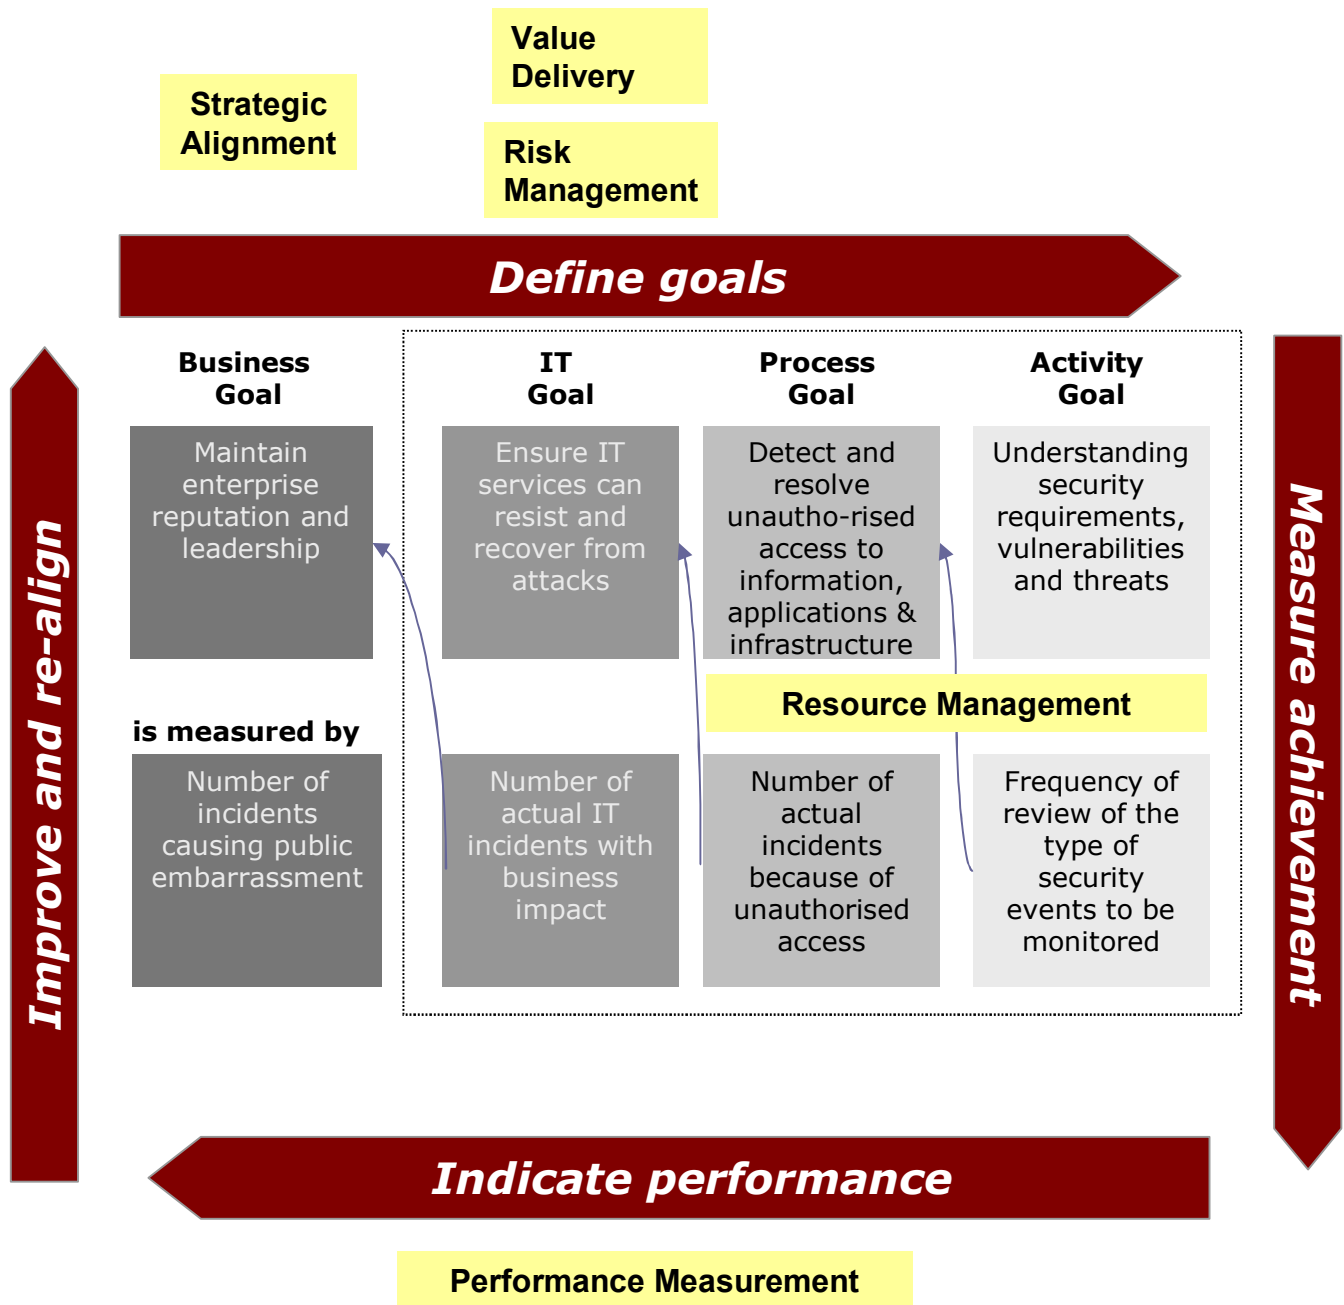 Value
Delivery
Strategic
Alignment
Risk
Management
Define goals
Business
Goal
IT
Goal
Process
Goal
Activity
Goal
Maintain
enterprise
reputation and
leadership
Ensure IT
services can
resist and
recover from
attacks
Detect and
resolve
unautho-rised
access to
information,
applications &
infrastructure
Understanding
security
requirements,
vulnerabilities
and threats
Resource Management
is measured by
Number of
incidents
causing public
embarrassment
Number of
actual IT
incidents with
business
impact
Number of
actual
incidents
because of
unauthorised
access
Frequency of
review of the
type of
security
events to be
monitored
Improve and re-align
Measure achievement
Indicate performance
Performance Measurement